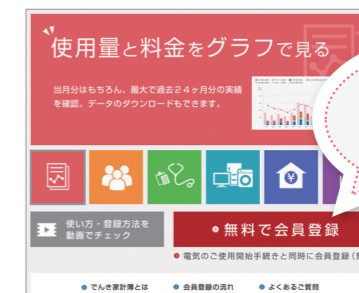 使用量と料金をグラフで見る
当月分はもちろん、最大で過去24ヶ月分の実績
を確認。データのダウンロードもできます。
使い方・登録方法を
動画でチェック
無料で会員登録
電気のご使用開始手続きと同時に会員登録
でんき家計簿とは
会員登録の流れ
よくあるご質問